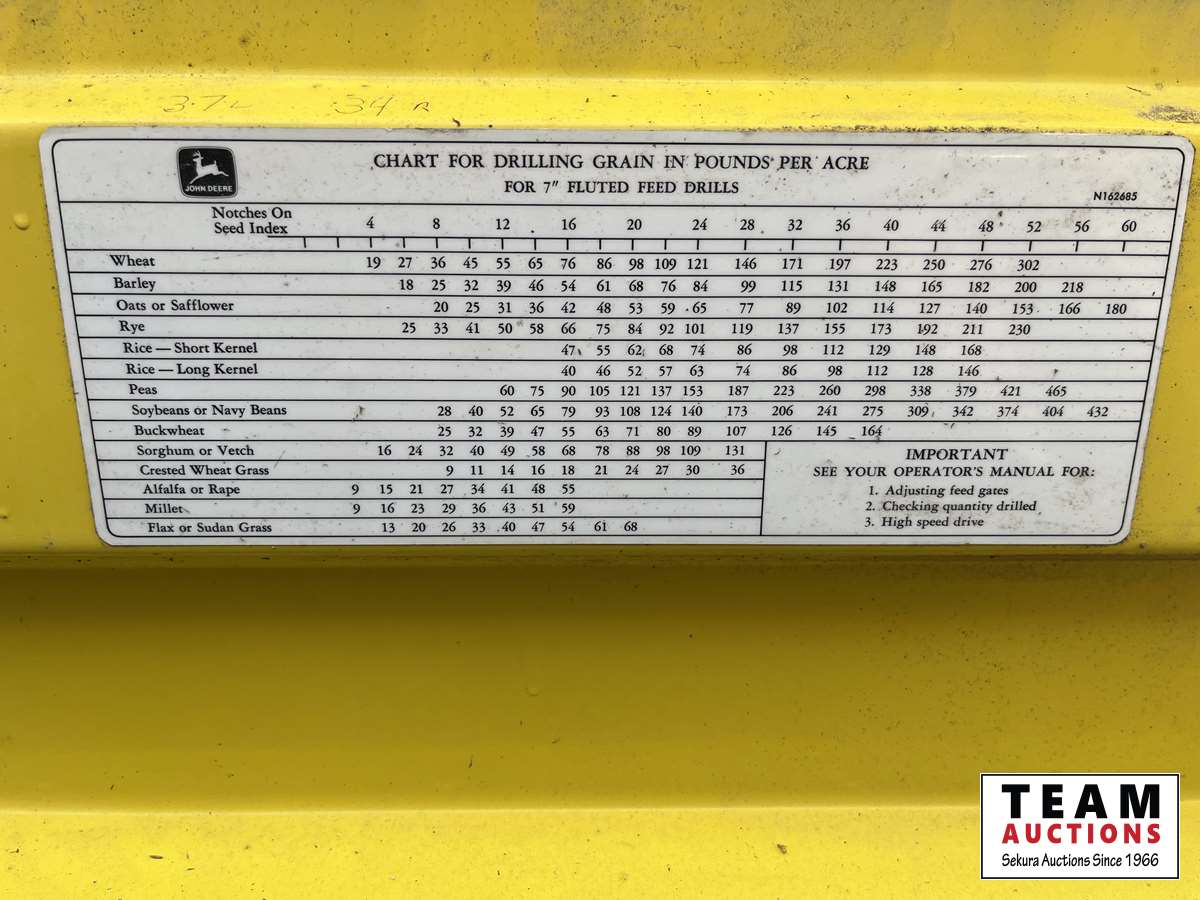 3.7L 34 R
CHART FOR DRILLING GRAIN IN POUNDS PER ACRE
JOHN DEERE
FOR 7" FLUTED FEED DRILLS
N162685
Notches On
Seed Index 4 8 12 16 20 24 28 32 36 40 44 48 52 56 60
Wheat 19 27 36 45 55 65 76 86 98 109 121 146 171 197 223 250 276 302
Barley 18 25 32 39 46 54 61 68 76 84 99 115 131 148 165 182 200 218
Oats or Safflower 20 25 31 36 42 48 53 59 65 77 89 102 114 127 140 153 166 180
Rye 25 33 41 50 58 66 75 84 92 101 119 137 155 173 192 211 230
Rice — Short Kernel 47 55 62 68 74 86 98 112 129 148 168
Rice — Long Kernel 40 46 52 57 63 74 86 98 112 128 146
Peas 60 75 90 105 121 137 153 187 223 260 298 338 379 421 465
Soybeans or Navy Beans 28 40 52 65 79 93 108 124 140 173 206 241 275 309 342 374 404 432
Buckwheat 25 32 39 47 55 63 71 80 89 107 126 145 164
Sorghum or Vetch 16 24 32 40 49 58 68 78 88 98 109 131
Crested Wheat Grass 9 11 14 16 18 21 24 27 30 36
Alfalfa or Rape 9 15 21 27 34 41 48 55
Millet 9 16 23 29 36 43 51 59
Flax or Sudan Grass 13 20 26 33 40 47 54 61 68
IMPORTANT
SEE YOUR OPERATOR'S MANUAL FOR:
1. Adjusting feed gates
2. Checking quantity drilled
3. High speed drive
TEAM
AUCTIONS
Sekura Auctions Since 1966